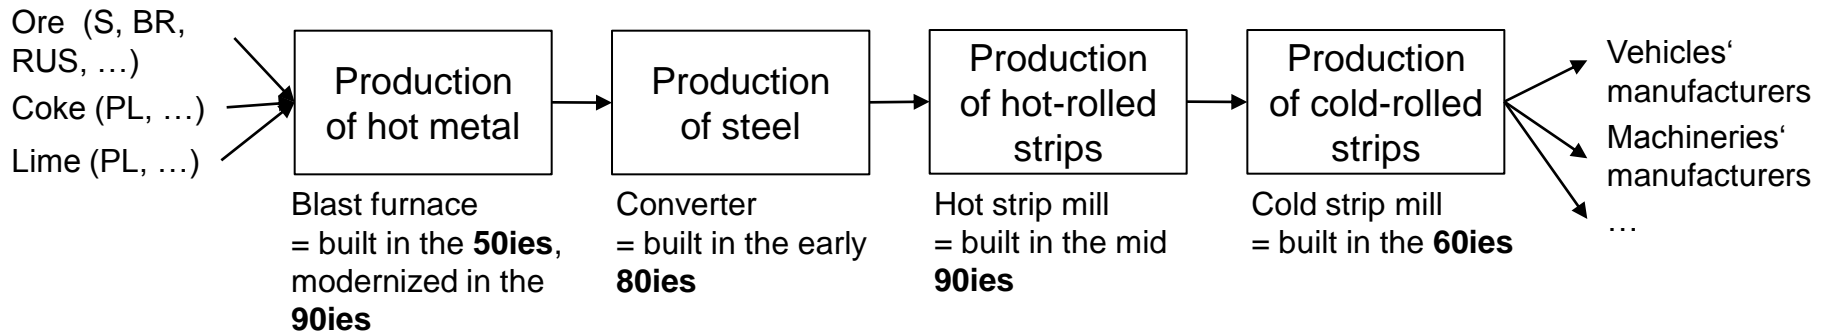 Ore  (S, BR,
RUS, …)
Coke (PL, …)
Lime (PL, …)
Production
of hot metal
Production
of steel
Production
of hot-rolled
strips
Production
of cold-rolled
strips
Vehicles‘
manufacturers
Machineries‘
manufacturers
…
Blast furnace
= built in the 50ies,
modernized in the
90ies
Converter
= built in the early
80ies
Hot strip mill
= built in the mid
90ies
Cold strip mill
= built in the 60ies